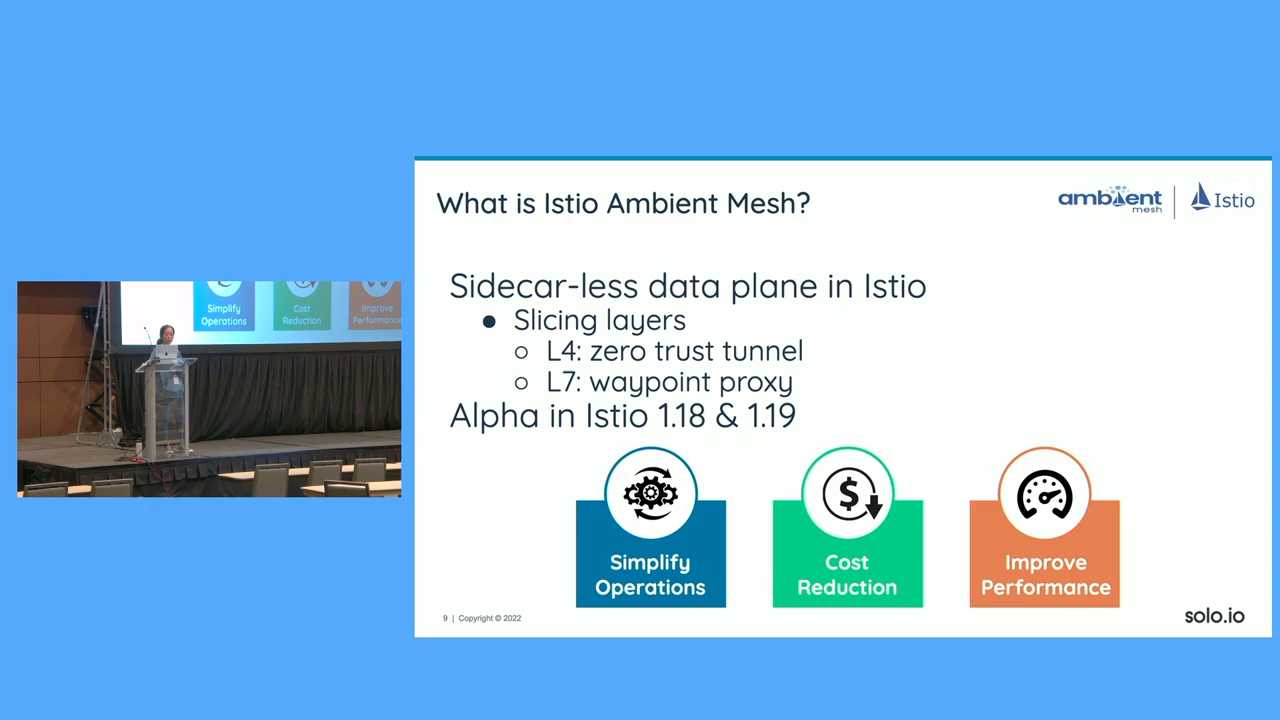 What is Istio Ambient Mesh?
ambient
mesh
Istio
Sidecar-less data plane in Istio
● Slicing layers
○ L4: zero trust tunnel
○ L7: waypoint proxy
Alpha in Istio 1.18 & 1.19
Simplify
Operations
Cost
Reduction
Improve
Performance
9 | Copyright © 2022
solo.io
Simplify
Operations
Cost
Reduction
Improve
Performance